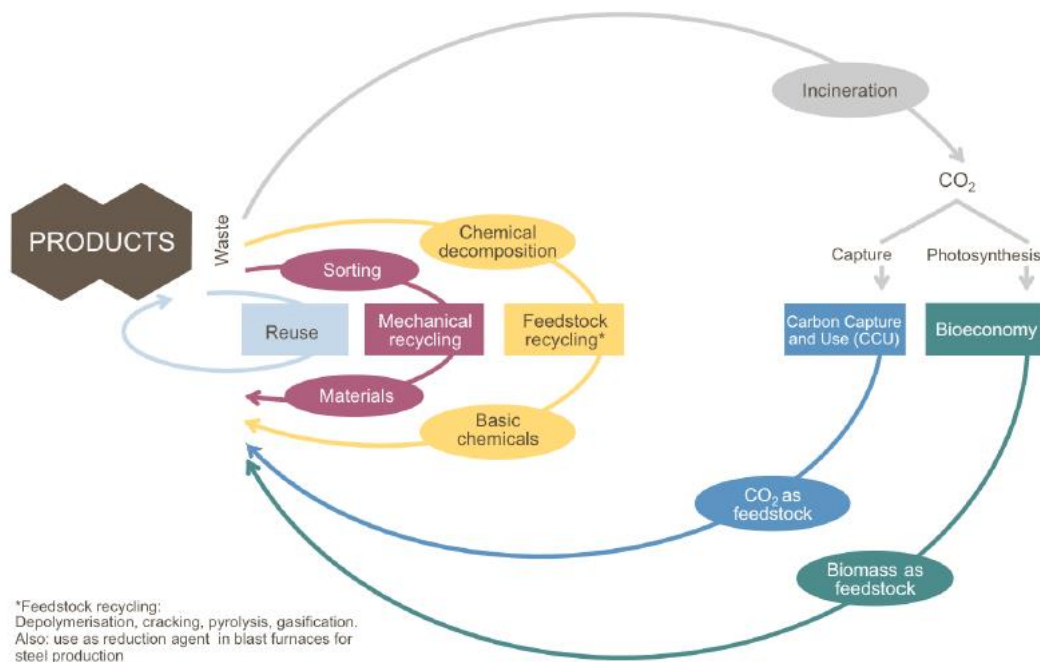 Incineration
CO₂
PRODUCTS
Waste
Chemical
decomposition
Capture
Photosynthesis
Sorting
Reuse
Mechanical
recycling
Feedstock
recycling*
Carbon Capture
and Use (CCU)
Bioeconomy
Materials
Basic
chemicals
CO₂ as
feedstock
Biomass as
feedstock
*Feedstock recycling:
Depolymerisation, cracking, pyrolysis, gasification.
Also: use as reduction agent in blast furnaces for
steel production